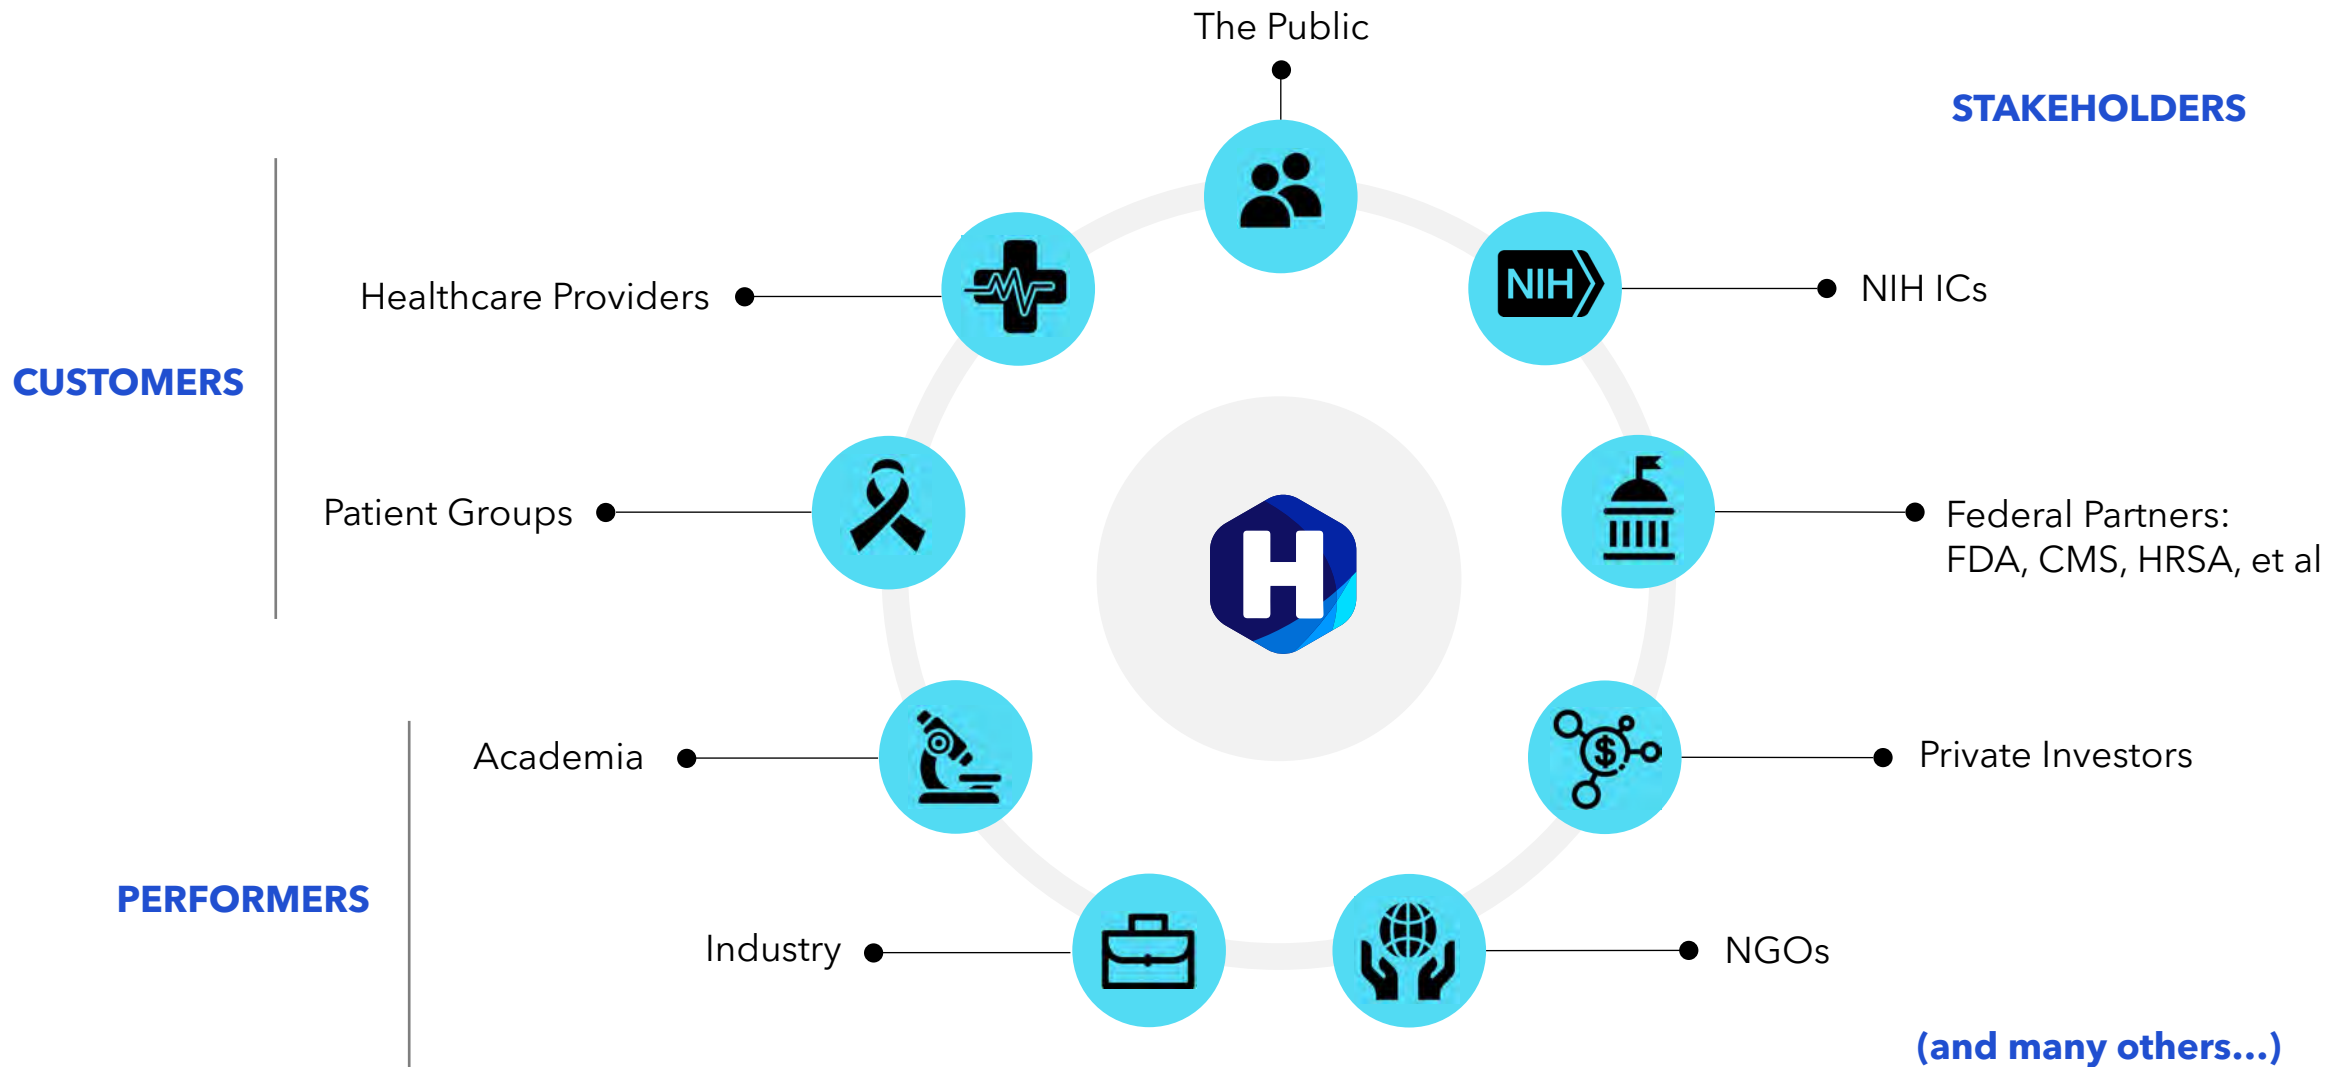 The Public
STAKEHOLDERS
NIH
NIH ICs
Healthcare Providers
CUSTOMERS
Patient Groups
H
Federal Partners:
FDA, CMS, HRSA, et al
Academia
$
Private Investors
PERFORMERS
Industry
NGOs
(and many others...)